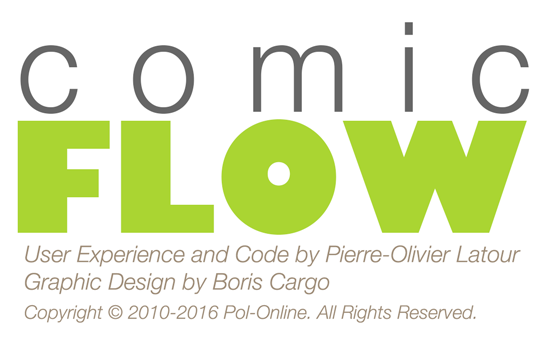 comic
FLOW
User Experience and Code by Pierre-Olivier Latour
Graphic Design by Boris Cargo
Copyright © 2010-2016 Pol-Online. All Rights Reserved.